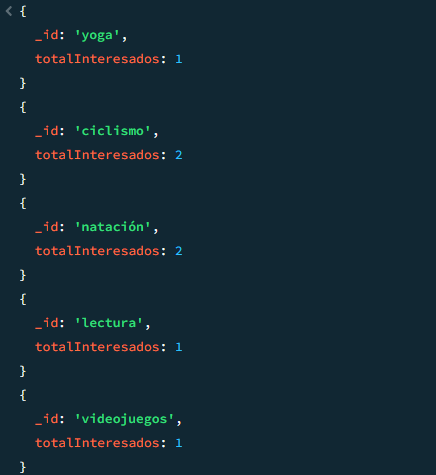 {
_id: 'yoga',
totalInteresados: 1
}
{
_id: 'ciclismo',
totalInteresados: 2
}
{
_id: 'natación',
totalInteresados: 2
}
{
_id: 'lectura',
totalInteresados: 1
}
{
_id: 'videojuegos',
totalInteresados: 1
}